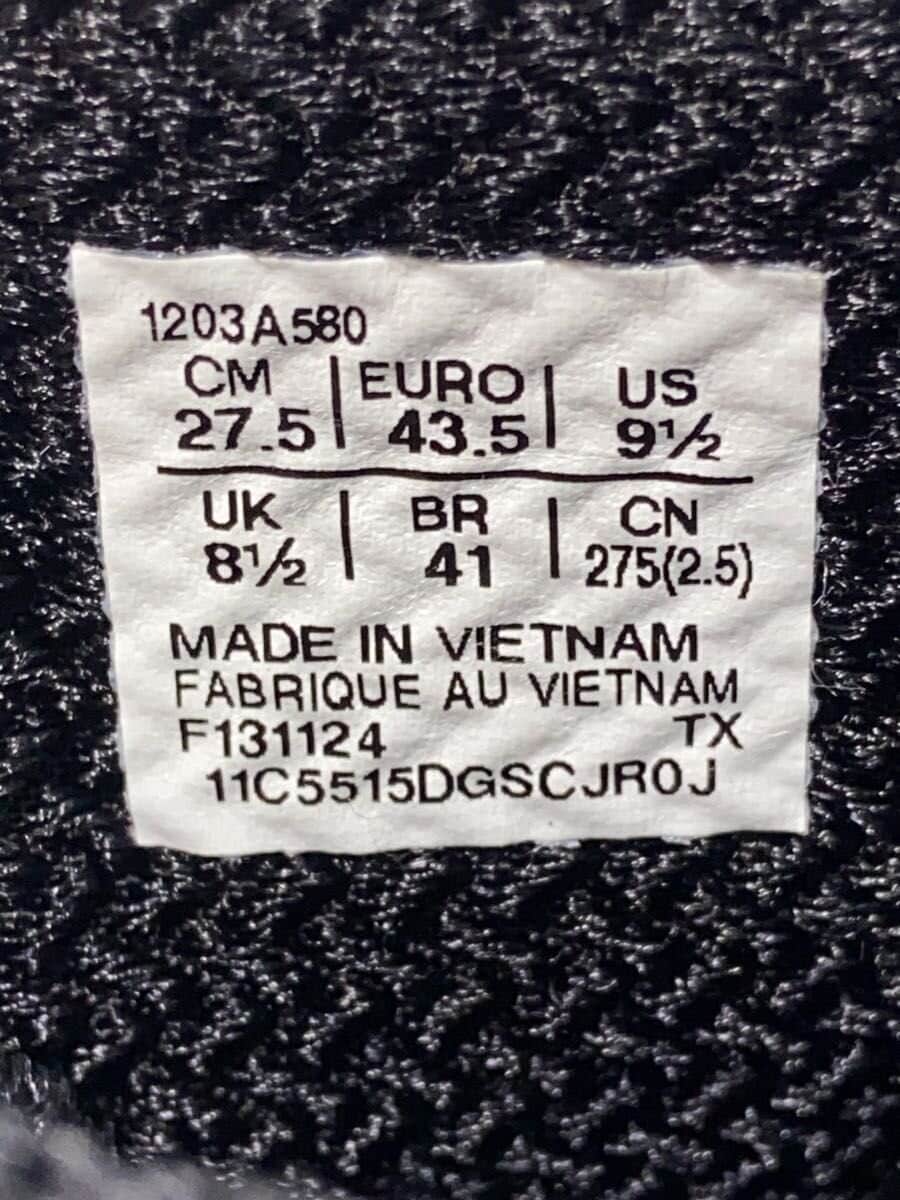 1203A580
CM | EURO | US
27.5 | 43.5 | 9½
UK | BR | CN
8½ | 41 | 275(2.5)
MADE IN VIETNAM
FABRIQUE AU VIETNAM
F131124 TX
11C5515DGSCJR0J